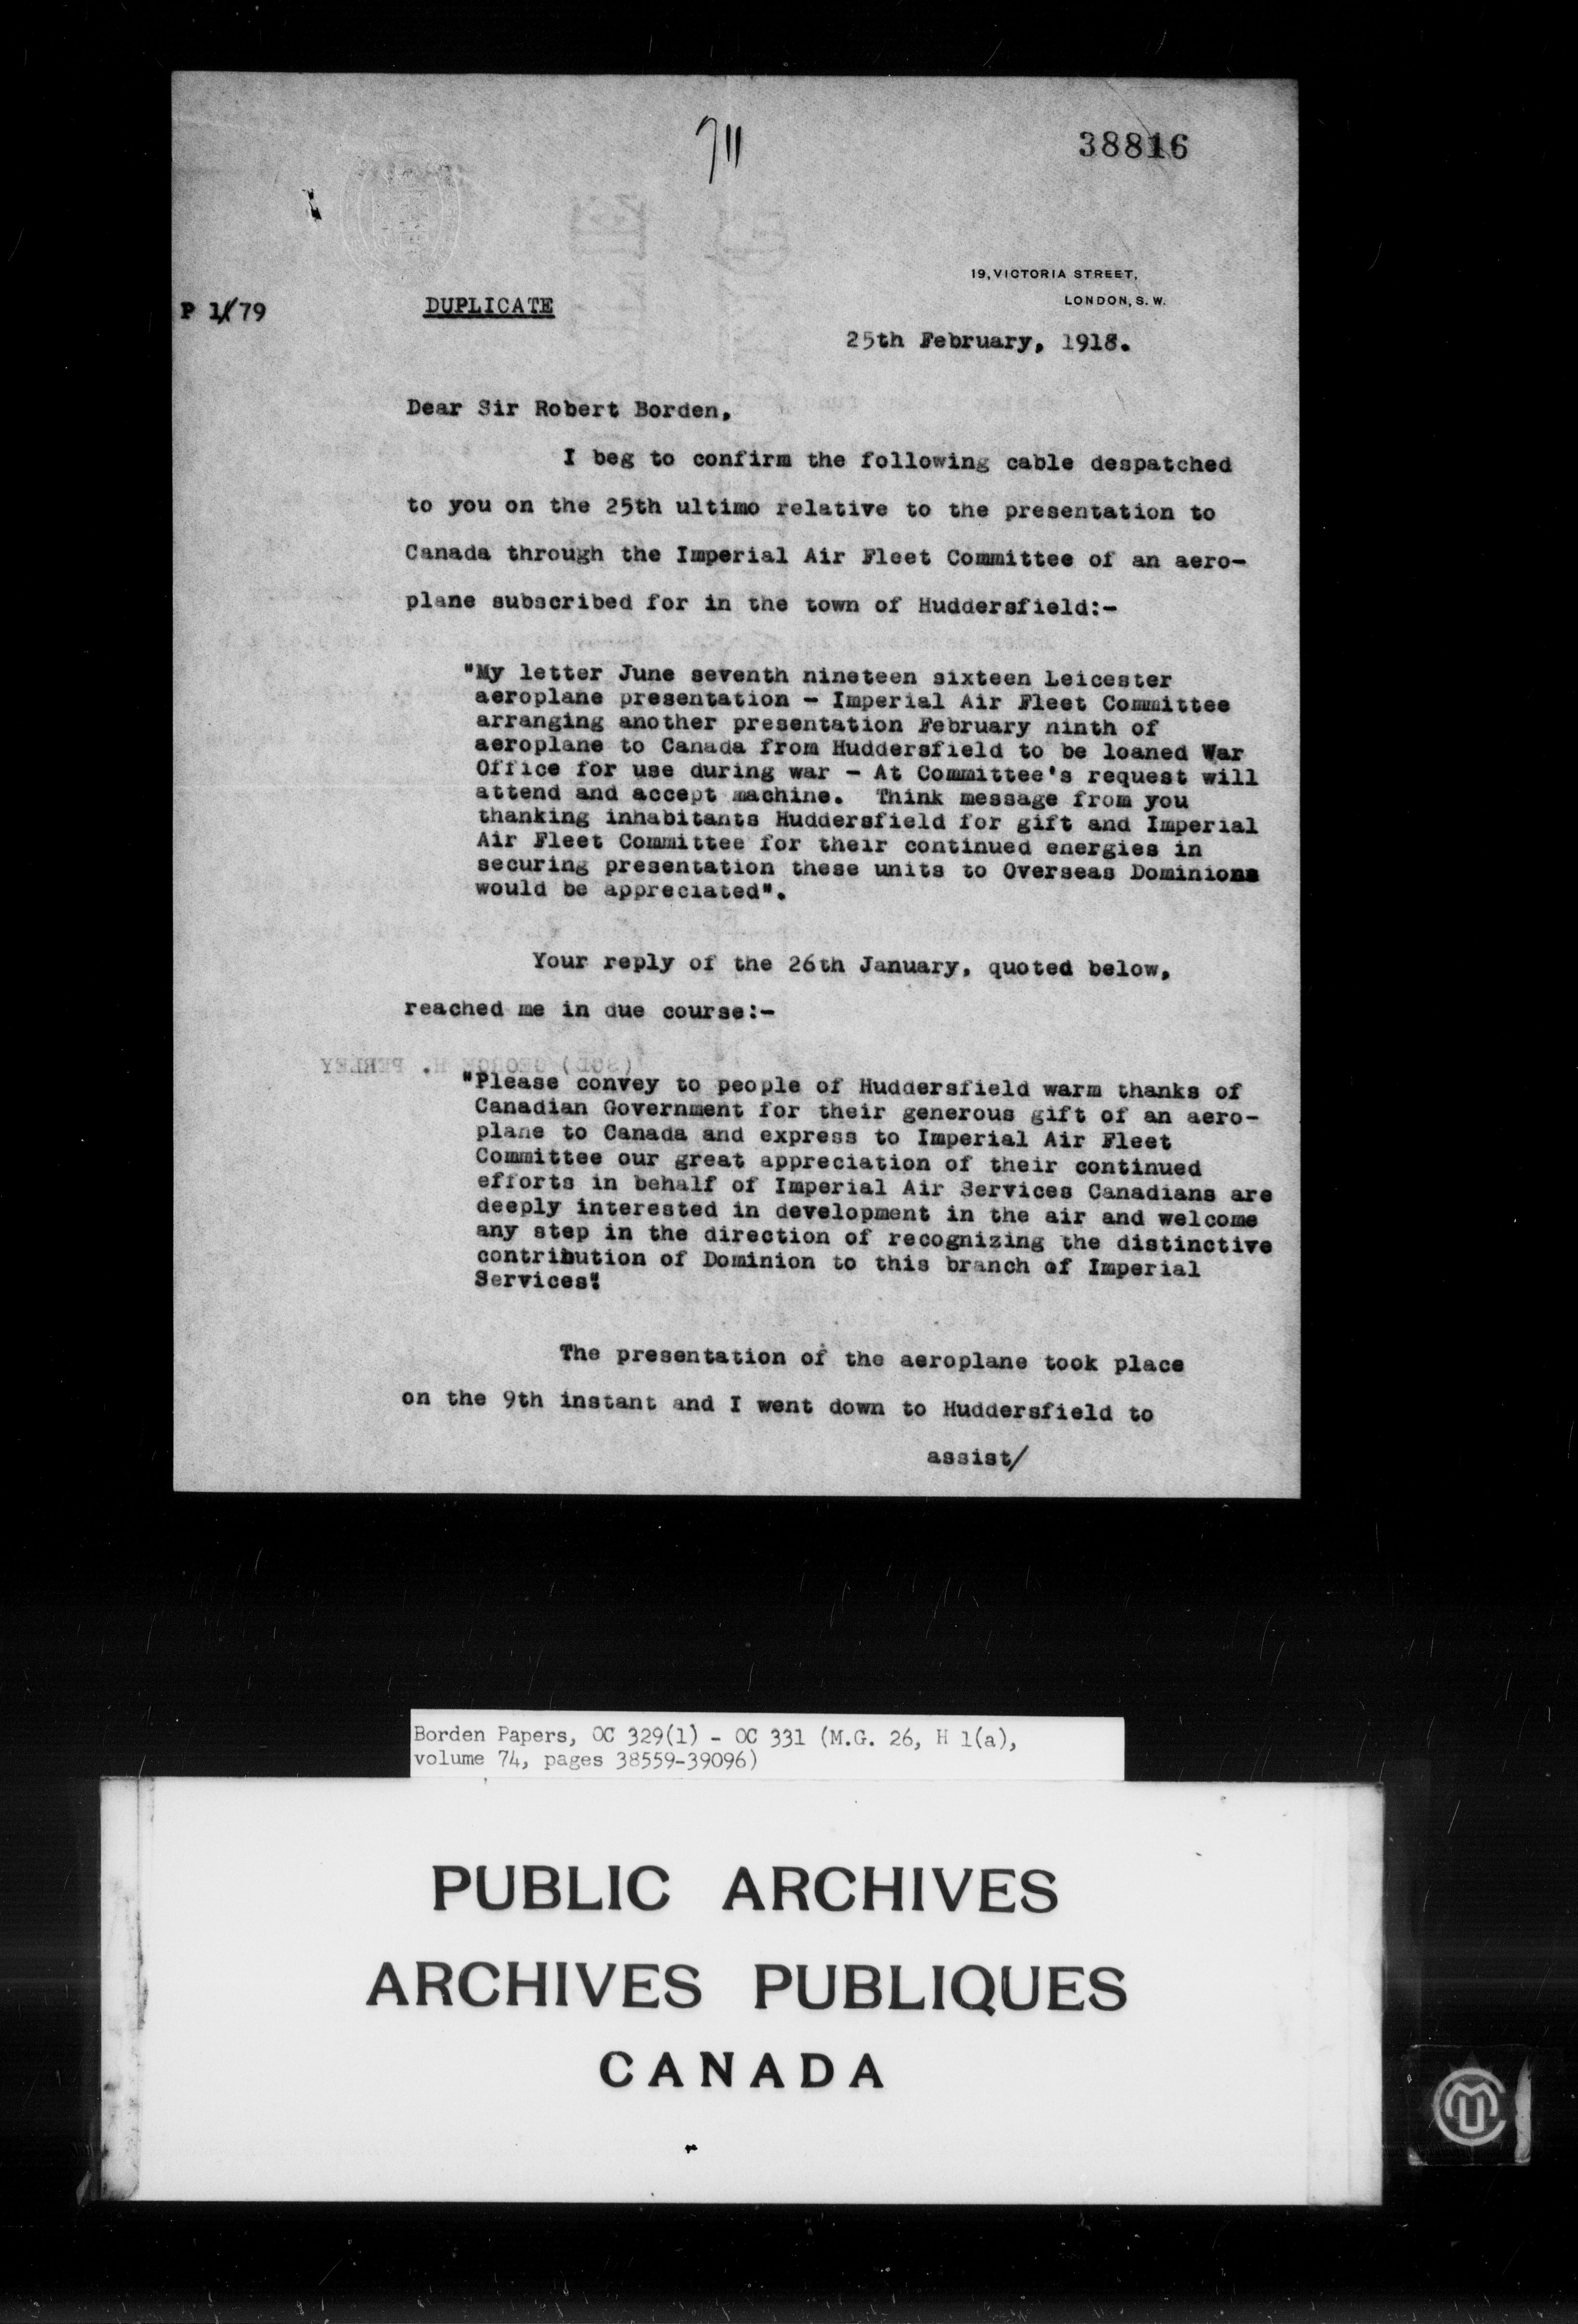 711
38816
19, VICTORIA STREET,
LONDON, S. W.
P 1/79
DUPLICATE
25th February, 1918.
Dear Sir Robert Borden,
I beg to confirm the following cable despatched
to you on the 25th ultimo relative to the presentation to
Canada through the Imperial Air Fleet Committee of an aero-
plane subscribed for in the town of Huddersfield:-
"My letter June seventh nineteen sixteen Leicester
aeroplane presentation - Imperial Air Fleet Committee
arranging another presentation February ninth of
aeroplane to Canada from Huddersfield to be loaned War
Office for use during war - At Committee's request will
attend and accept machine. Think message from you
thanking inhabitants Huddersfield for gift and Imperial
Air Fleet Committee for their continued energies in
securing presentation these units to Overseas Dominions
would be appreciated".
Your reply of the 26th January, quoted below,
reached me in due course:-
(SGD) GEORGE H. PERLEY
"Please convey to people of Huddersfield warm thanks of
Canadian Government for their generous gift of an aero-
plane to Canada and express to Imperial Air Fleet
Committee our great appreciation of their continued
efforts in behalf of Imperial Air Services Canadians are
deeply interested in development in the air and welcome
any step in the direction of recognizing the distinctive
contribution of Dominion to this branch of Imperial
Services".
The presentation of the aeroplane took place
on the 9th instant and I went down to Huddersfield to
assist/
Borden Papers, OC 329(1) - OC 331 (M.G. 26, H 1(a),
volume 74, pages 38559-39096)
PUBLIC ARCHIVES
ARCHIVES PUBLIQUES
CANADA